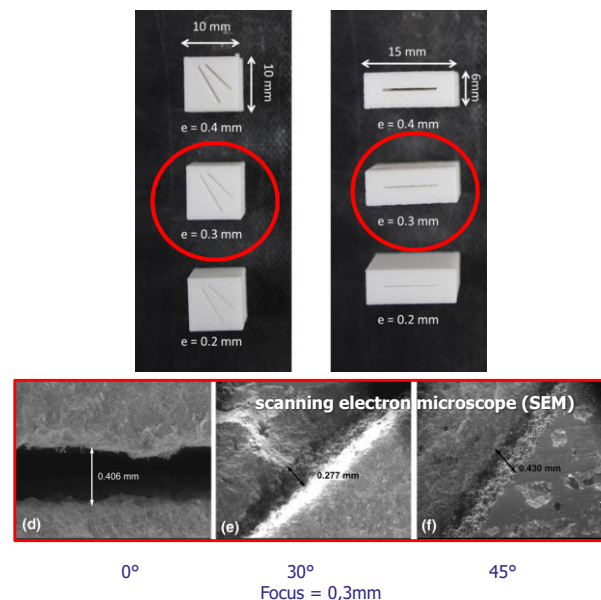 10 mm
10 mm
e = 0.4 mm
e = 0.3 mm
e = 0.2 mm
15 mm
6mm
e = 0.4 mm
e = 0.3 mm
e = 0.2 mm
scanning electron microscope (SEM)
0.406 mm
0.277 mm
0.430 mm
(d)
(e)
(f)
0°
30°
45°
Focus = 0,3mm